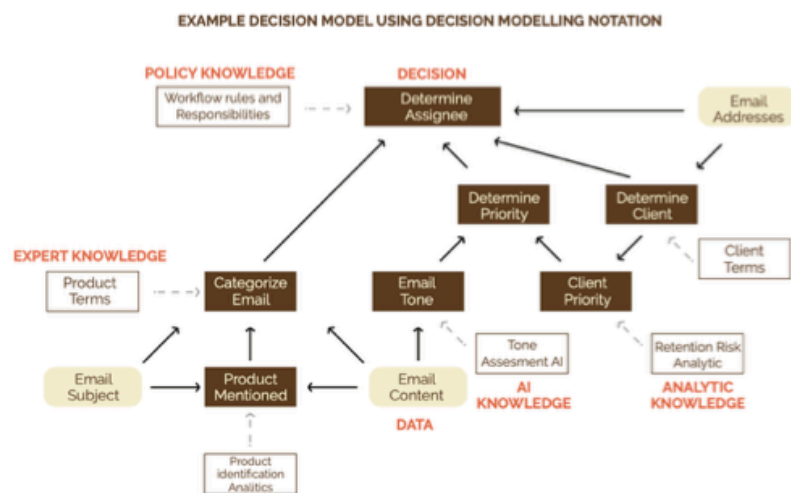 EXAMPLE DECISION MODEL USING DECISION MODELLING NOTATION
POLICY KNOWLEDGE
DECISION
Workflow rules and
Responsibilities
Determine
Assignee
Email
Addresses
Determine
Priority
Determine
Client
EXPERT KNOWLEDGE
Client
Terms
Product
Terms
Categorize
Email
Email
Tone
Client
Priority
Tone
Assesment AI
Retention Risk
Analytic
Email
Subject
Product
Mentioned
Email
Content
AI
KNOWLEDGE
ANALYTIC
KNOWLEDGE
DATA
Product
identification
Analitics